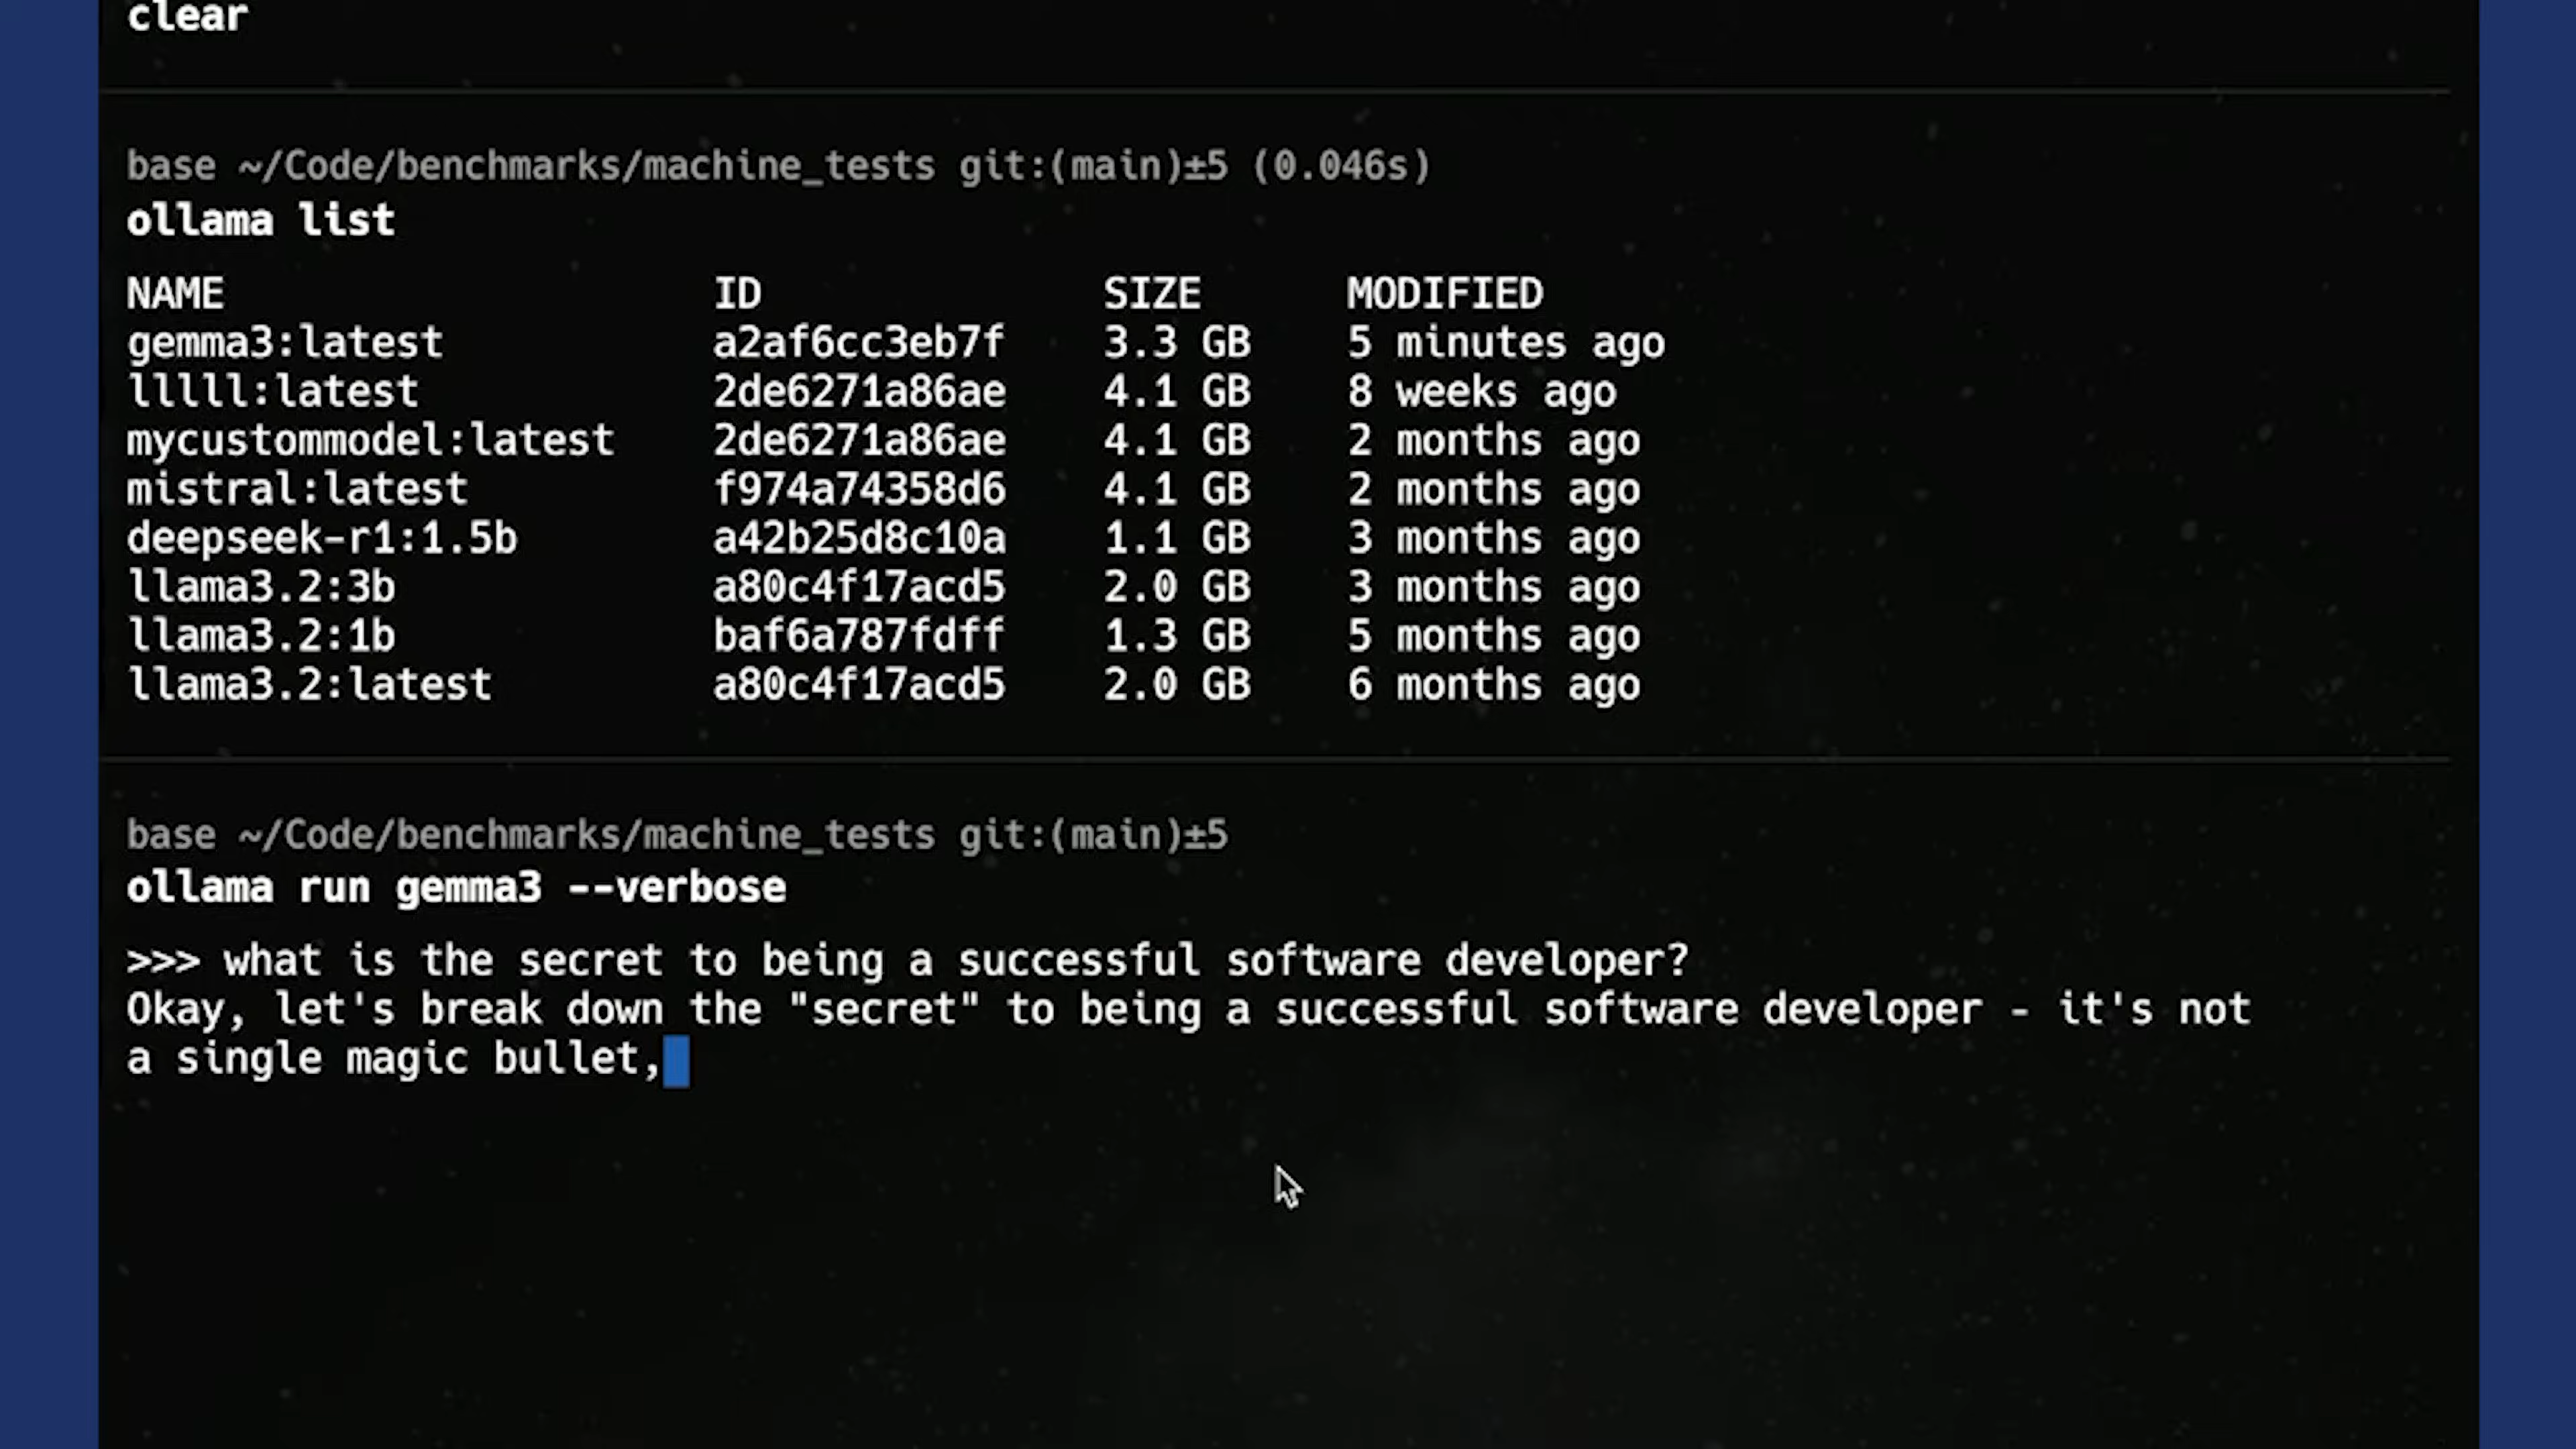 clear
base ~/Code/benchmarks/machine_tests git:(main)±5 (0.046s)
ollama list
NAME ID SIZE MODIFIED
gemma3:latest a2af6cc3eb7f 3.3 GB 5 minutes ago
lllll:latest 2de6271a86ae 4.1 GB 8 weeks ago
mycustommodel:latest 2de6271a86ae 4.1 GB 2 months ago
mistral:latest f974a74358d6 4.1 GB 2 months ago
deepseek-r1:1.5b a42b25d8c10a 1.1 GB 3 months ago
llama3.2:3b a80c4f17acd5 2.0 GB 3 months ago
llama3.2:1b baf6a787fdff 1.3 GB 5 months ago
llama3.2:latest a80c4f17acd5 2.0 GB 6 months ago
base ~/Code/benchmarks/machine_tests git:(main)±5
ollama run gemma3 --verbose
>>> what is the secret to being a successful software developer?
Okay, let's break down the "secret" to being a successful software developer - it's not
a single magic bullet,